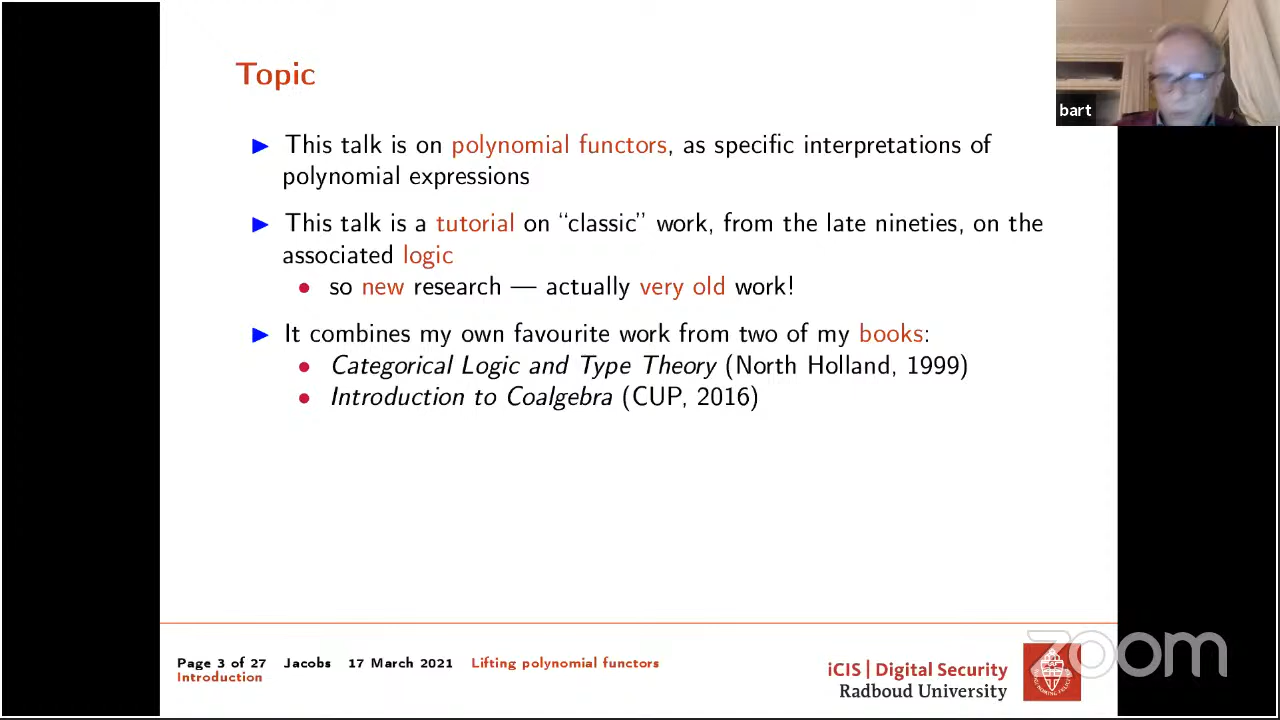 Topic
bart
▶ This talk is on polynomial functors, as specific interpretations of
polynomial expressions
▶ This talk is a tutorial on “classic” work, from the late nineties, on the
associated logic
• so new research — actually very old work!
▶ It combines my own favourite work from two of my books:
• Categorical Logic and Type Theory (North Holland, 1999)
• Introduction to Coalgebra (CUP, 2016)
Page 3 of 27 Jacobs 17 March 2021 Lifting polynomial functors
Introduction
iCIS | Digital Security
Radboud University
zoom